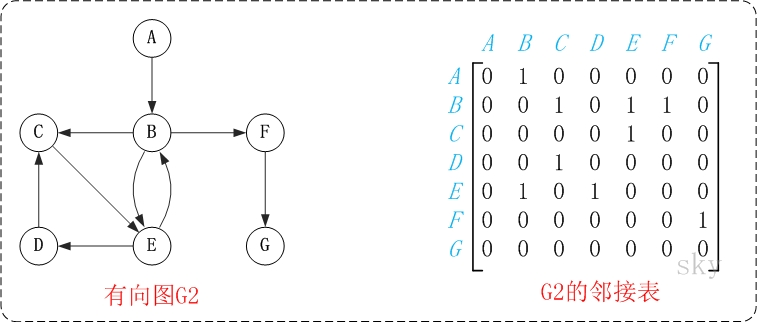 A
B
C
D
E
F
G
有向图G2
A B C D E F G
A 0 1 0 0 0 0 0
B 0 0 1 0 1 1 0
C 0 0 0 0 1 0 0
D 0 0 1 0 0 0 0
E 0 1 0 1 0 0 0
F 0 0 0 0 0 0 1
G 0 0 0 0 0 0 0
sky
G2的邻接表